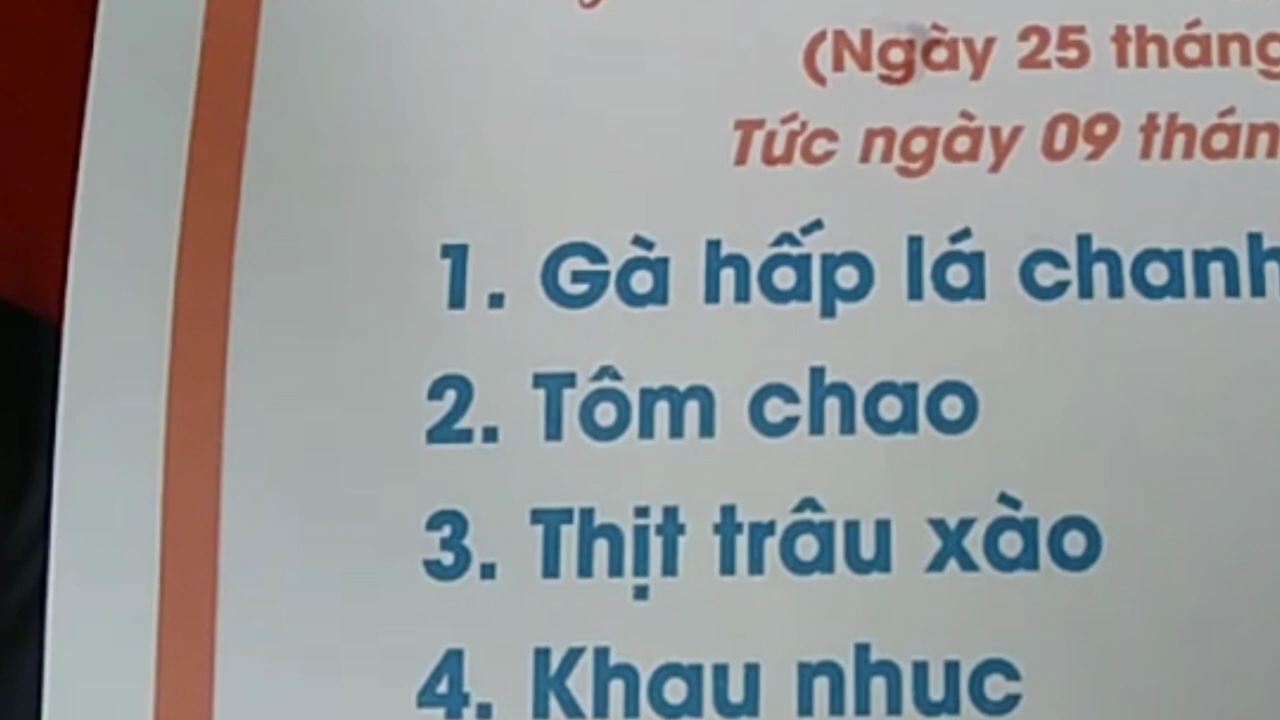 (Ngày 25 tháng
Tức ngày 09 thán
1. Gà hấp lá chanh
2. Tôm chao
3. Thịt trâu xào
4. Khau nhục